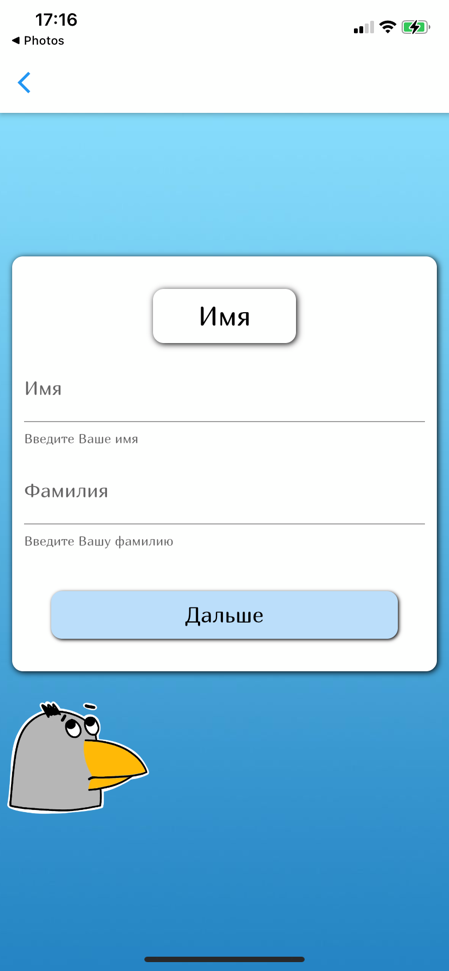 17:16
◀ Photos
Имя
Имя
Введите Ваше имя
Фамилия
Введите Вашу фамилию
Дальше